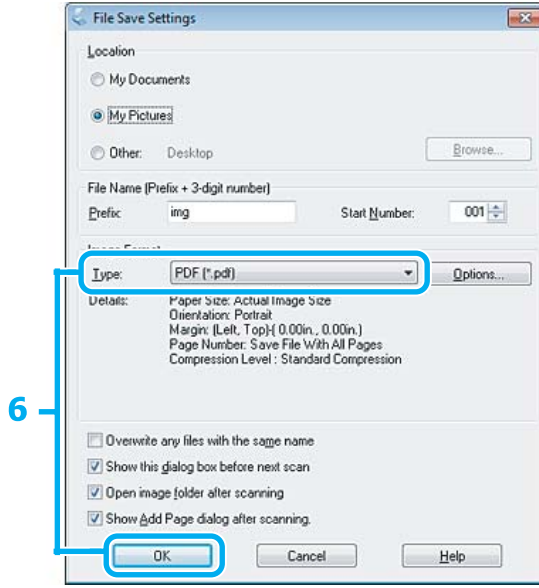 File Save Settings
Location
My Documents
My Pictures
Other: Desktop Browse...
File Name (Prefix + 3-digit number)
Prefix: img Start Number: 001
Image Format
Type: PDF (*.pdf) Options...
Details: Paper Size: Actual Image Size
Orientation: Portrait
Margin: (Left, Top)( 0.00in., 0.00in.)
Page Number: Save File With All Pages
Compression Level : Standard Compression
6
Overwrite any files with the same name
Show this dialog box before next scan
Open image folder after scanning
Show Add Page dialog after scanning.
OK Cancel Help